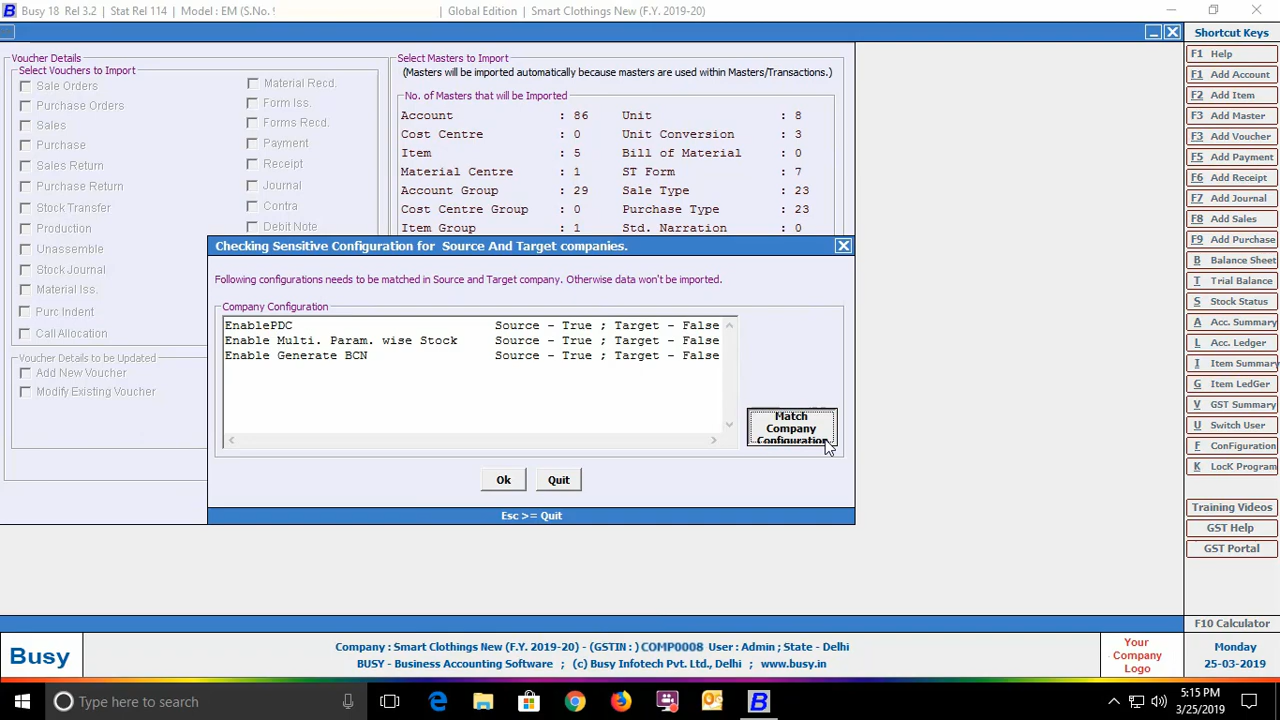 Busy 18 Rel 3.2 | Stat Rel 114 | Model : EM (S.No. | Global Edition | Smart Clothings New (F.Y. 2019-20)
Voucher Details
Select Vouchers to Import
Sale Orders
Purchase Orders
Sales
Purchase
Sales Return
Purchase Return
Stock Transfer
Production
Unassemble
Stock Journal
Material Iss.
Purc Indent
Call Allocation
Material Recd.
Form Iss.
Forms Recd.
Payment
Receipt
Journal
Contra
Debit Note
Voucher Details to be Updated
Add New Voucher
Modify Existing Voucher
Select Masters to Import
(Masters will be imported automatically because masters are used within Masters/Transactions.)
No. of Masters that will be Imported
Account : 86 Unit : 8
Cost Centre : 0 Unit Conversion : 3
Item : 5 Bill of Material : 0
Material Centre : 1 ST Form : 7
Account Group : 29 Sale Type : 23
Cost Centre Group : 0 Purchase Type : 23
Item Group : 1 Std. Narration : 0
Checking Sensitive Configuration for Source And Target companies.
Following configurations needs to be matched in Source and Target company. Otherwise data won't be imported.
Company Configuration
EnablePDC Source - True ; Target - False
Enable Multi. Param. wise Stock Source - True ; Target - False
Enable Generate BCN Source - True ; Target - False
Match
Company
Configuration
Ok
Quit
Esc >= Quit
Shortcut Keys
F1 Help
F1 Add Account
F2 Add Item
F3 Add Master
F3 Add Voucher
F5 Add Payment
F6 Add Receipt
F7 Add Journal
F8 Add Sales
F9 Add Purchase
B Balance Sheet
T Trial Balance
S Stock Status
A Acc. Summary
L Acc. Ledger
I Item Summary
G Item LedGer
V GST Summary
U Switch User
F ConFiguration
K LocK Program
Training Videos
GST Help
GST Portal
F10 Calculator
Busy
Company : Smart Clothings New (F.Y. 2019-20) - (GSTIN : ) COMP0008 User : Admin ; State - Delhi
BUSY - Business Accounting Software ; (c) Busy Infotech Pvt. Ltd., Delhi ; www.busy.in
Your
Company
Logo
Monday
25-03-2019
Type here to search
5:15 PM
3/25/2019